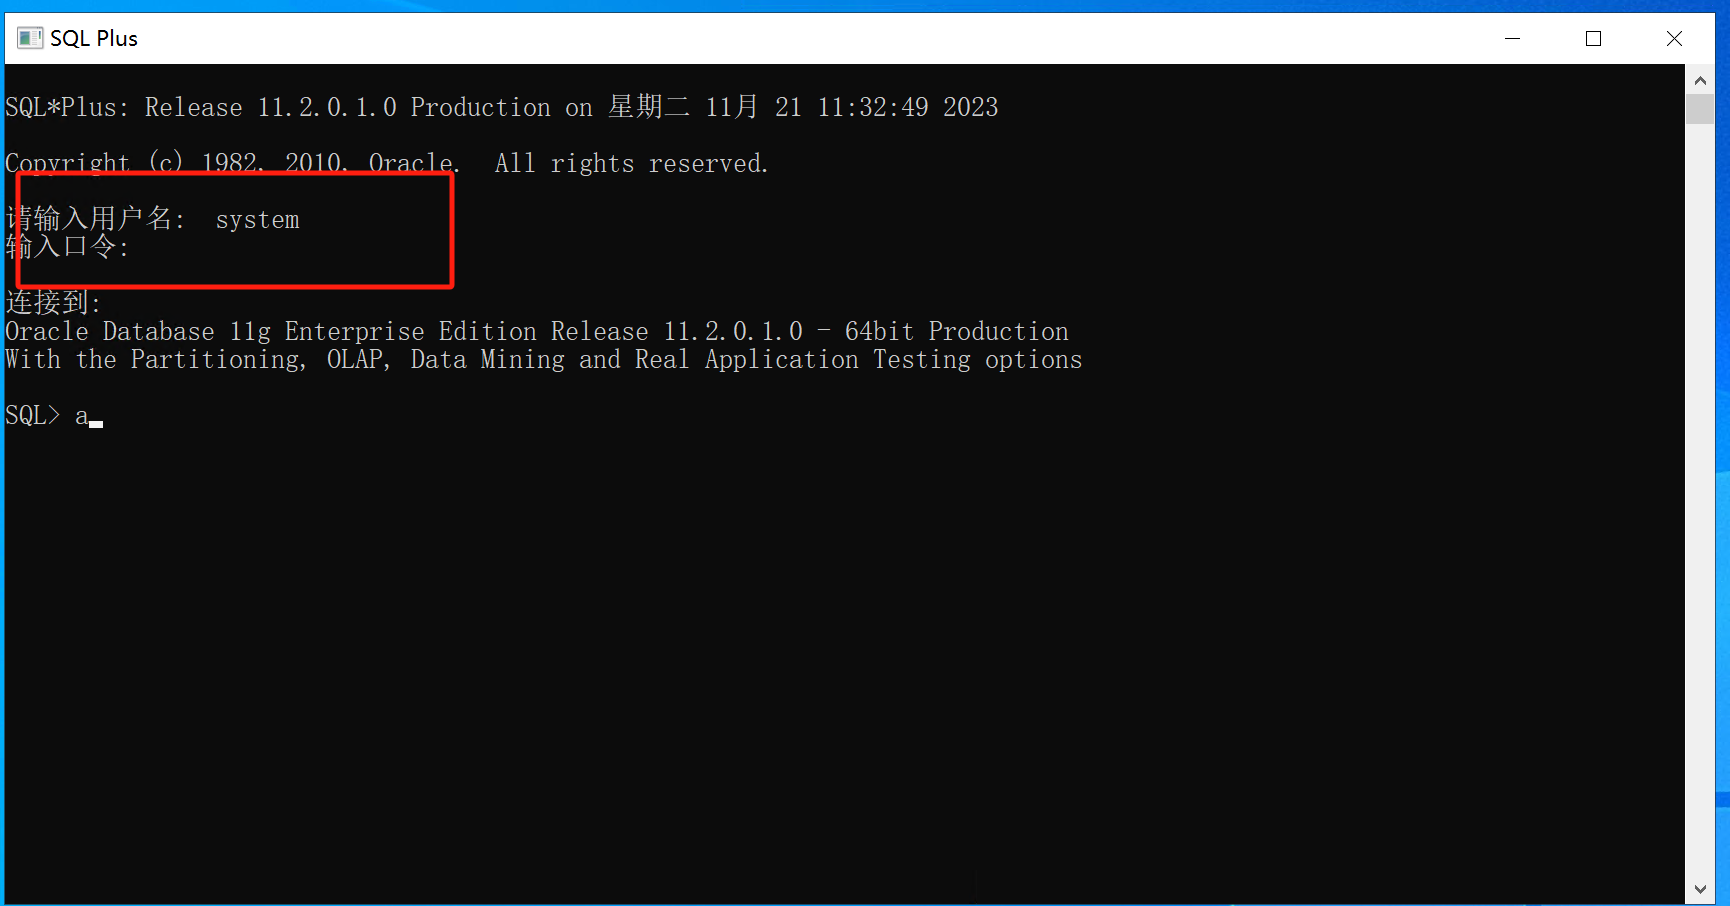 SQL Plus
SQL*Plus: Release 11.2.0.1.0 Production on 星期二 11月 21 11:32:49 2023
Copyright (c) 1982, 2010, Oracle.  All rights reserved.
请输入用户名:  system
输入口令:
连接到:
Oracle Database 11g Enterprise Edition Release 11.2.0.1.0 - 64bit Production
With the Partitioning, OLAP, Data Mining and Real Application Testing options
SQL> a